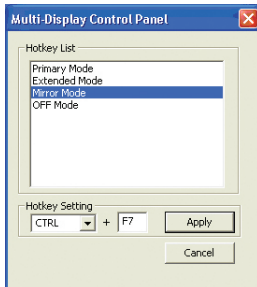 Multi-Display Control Panel
Hotkey List
Primary Mode
Extended Mode
Mirror Mode
OFF Mode
Hotkey Setting
CTRL + F7 Apply
Cancel